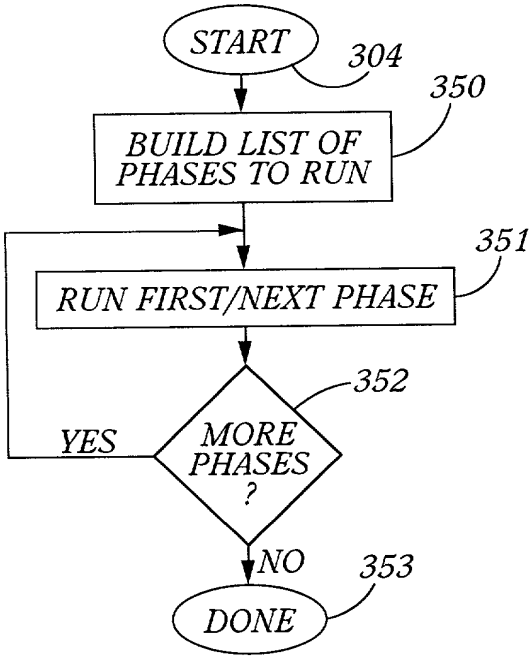 START
304
350
BUILD LIST OF
PHASES TO RUN
351
RUN FIRST/NEXT PHASE
352
YES
MORE
PHASES
?
NO
353
DONE